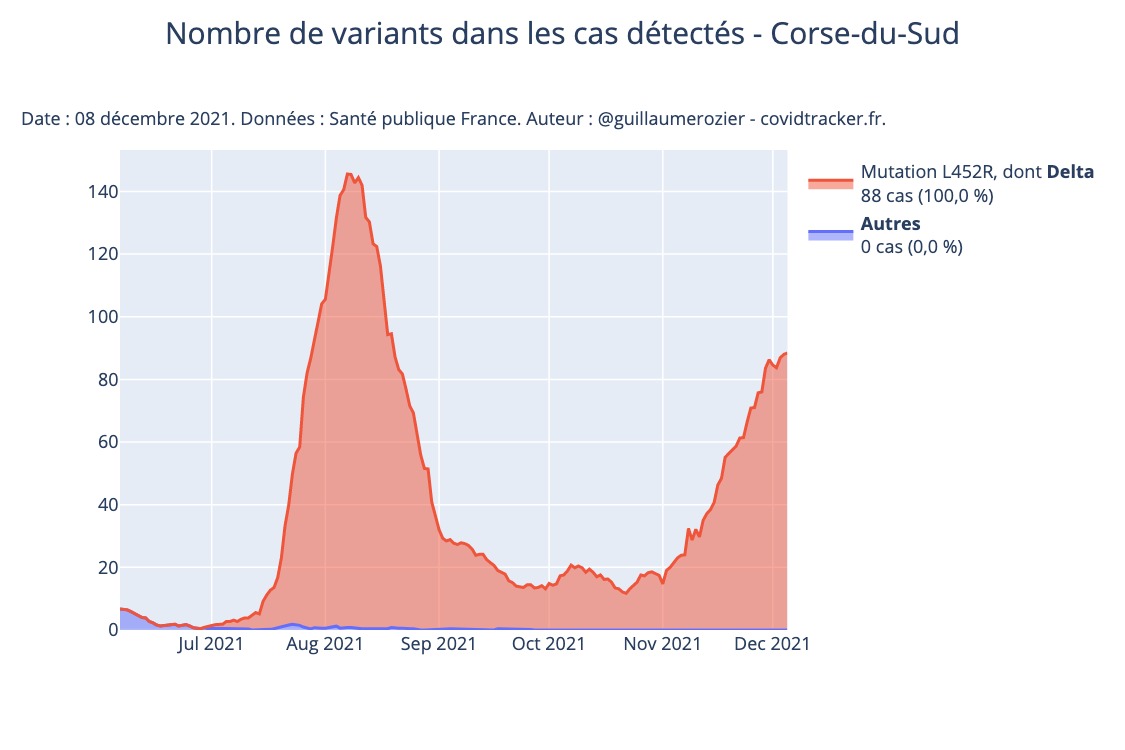 Nombre de variants dans les cas détectés - Corse-du-Sud
Date : 08 décembre 2021. Données : Santé publique France. Auteur : @guillaumerozier - covidtracker.fr.
Mutation L452R, dont Delta
88 cas (100,0 %)
Autres
0 cas (0,0 %)
140
120
100
80
60
40
20
0
Jul 2021
Aug 2021
Sep 2021
Oct 2021
Nov 2021
Dec 2021